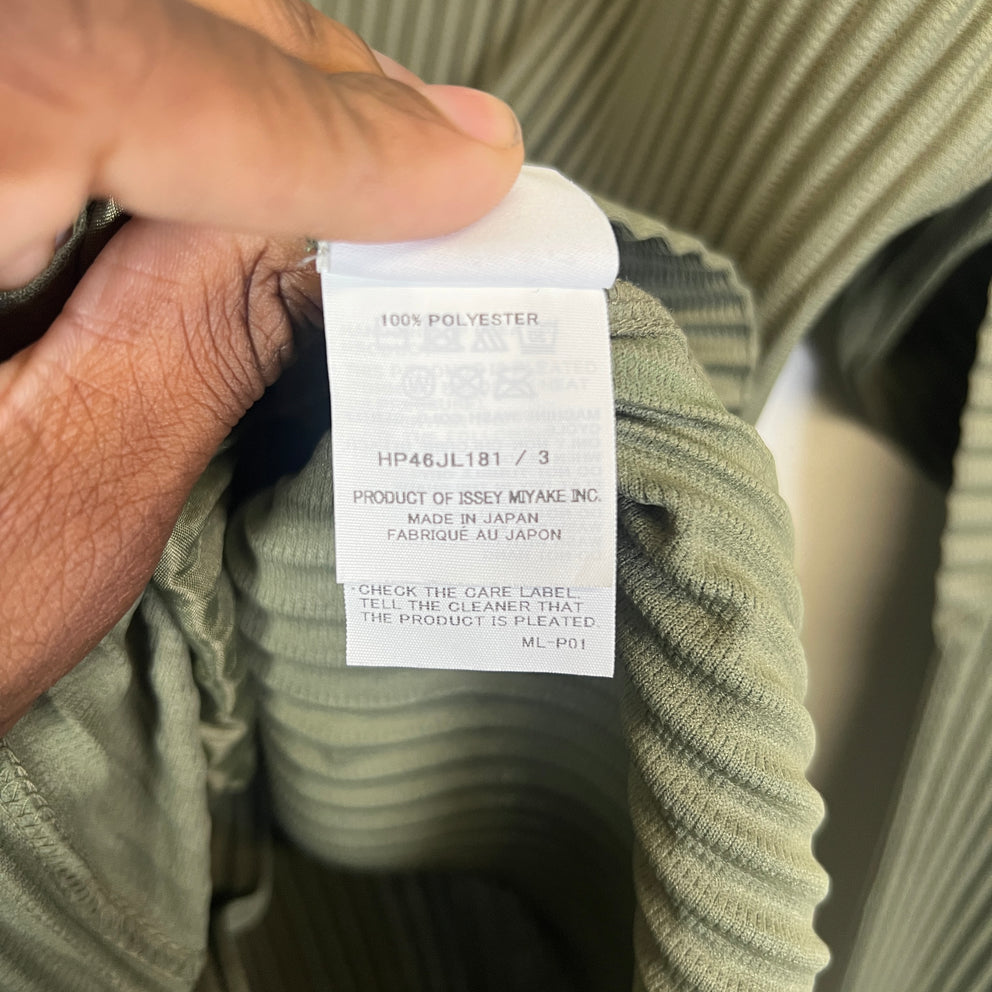 100% POLYESTER
HP46JL181 / 3
PRODUCT OF ISSEY MIYAKE INC.
MADE IN JAPAN
FABRIQUÉ AU JAPON
CHECK THE CARE LABEL.
TELL THE CLEANER THAT
THE PRODUCT IS PLEATED.
ML-P01